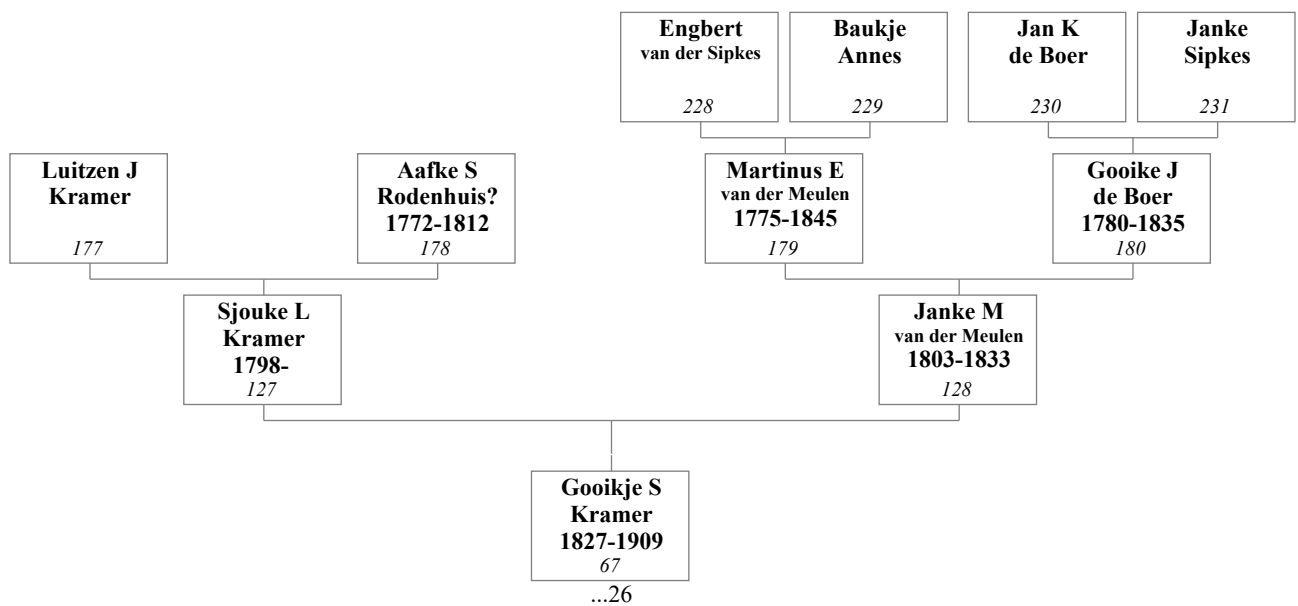 Engbert
van der Sipkes
228
Baukje
Annes
229
Jan K
de Boer
230
Janke
Sipkes
231
Luitzen J
Kramer
177
Aafke S
Rodenhuis?
1772-1812
178
Martinus E
van der Meulen
1775-1845
179
Gooike J
de Boer
1780-1835
180
Sjouke L
Kramer
1798-
127
Janke M
van der Meulen
1803-1833
128
Gooikje S
Kramer
1827-1909
67
...26